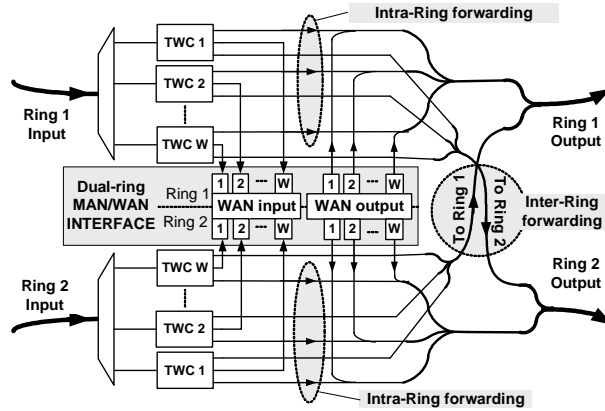 Intra-Ring forwarding
TWC 1
TWC 2
TWC W
Ring 1
Input
Ring 1
Output
1 2 --- W
1 2 --- W
Dual-ring
MAN/WAN
INTERFACE
Ring 1
Ring 2
WAN input
WAN output
1 2 --- W
1 2 --- W
To Ring 1
To Ring 2
Inter-Ring
forwarding
Ring 2
Input
Ring 2
Output
TWC W
TWC 2
TWC 1
Intra-Ring forwarding